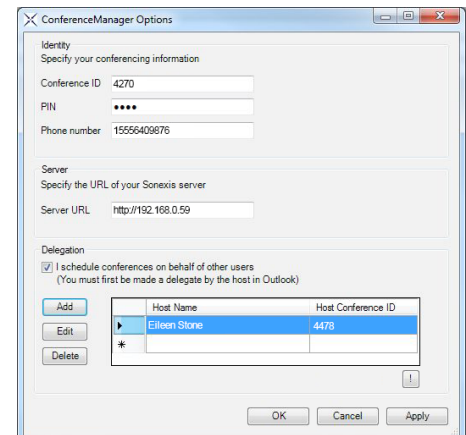 ConferenceManager Options
Identity
Specify your conferencing information
Conference ID 4270
PIN ••••
Phone number 15556409876
Server
Specify the URL of your Sonexis server
Server URL http://192.168.0.59
Delegation
I schedule conferences on behalf of other users
(You must first be made a delegate by the host in Outlook)
Add
Host Name Host Conference ID
Eileen Stone 4478
Edit
*
Delete
!
OK Cancel Apply